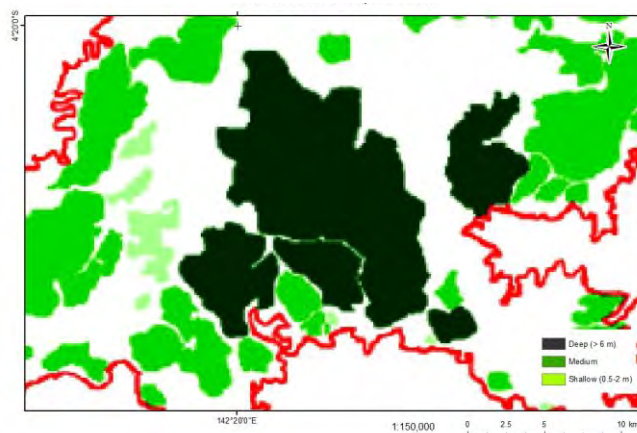 4°20'0"S
N
Deep (> 6 m)
Medium
Shallow (0.5-2 m)
142°20'0"E
1:150,000
0 2.5 5 10 km